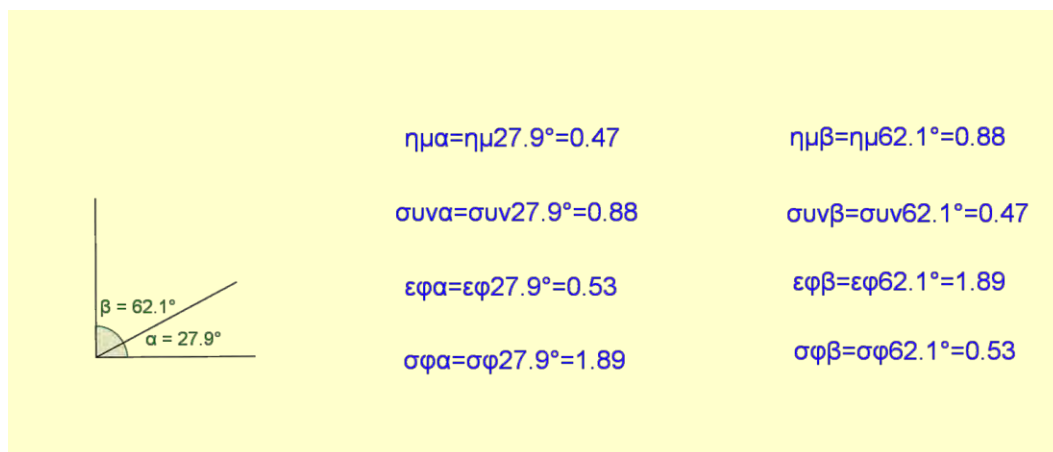 ημα=ημ27.9°=0.47
ημβ=ημ62.1°=0.88
συνα=συν27.9°=0.88
συνβ=συν62.1°=0.47
εφα=εφ27.9°=0.53
εφβ=εφ62.1°=1.89
σφα=σφ27.9°=1.89
σφβ=σφ62.1°=0.53
β = 62.1°
α = 27.9°